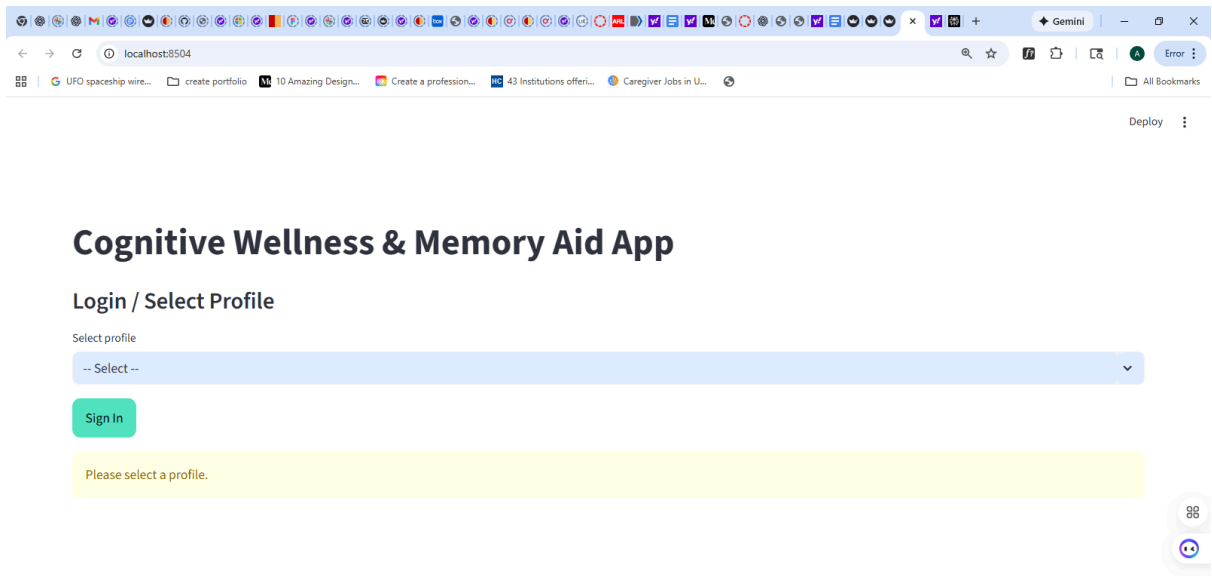 Gemini
localhost:8504
Error
UFO spaceship wire...
create portfolio
10 Amazing Design...
Create a profession...
HC 43 Institutions offeri...
Caregiver Jobs in U...
All Bookmarks
Deploy
Cognitive Wellness & Memory Aid App
Login / Select Profile
Select profile
-- Select --
Sign In
Please select a profile.